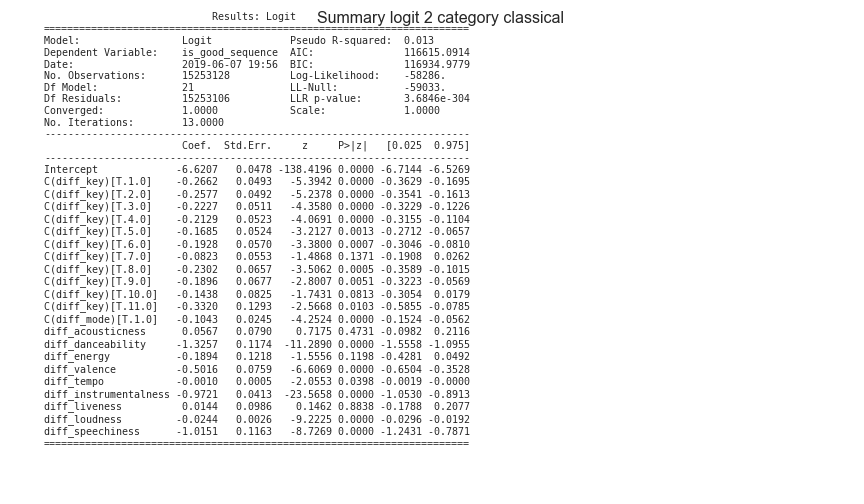 Results: Logit Summary logit 2 category classical
=======================================================================
Model: Logit Pseudo R-squared: 0.013
Dependent Variable: is_good_sequence AIC: 116615.0914
Date: 2019-06-07 19:56 BIC: 116934.9779
No. Observations: 15253128 Log-Likelihood: -58286.
Df Model: 21 LL-Null: -59033.
Df Residuals: 15253106 LLR p-value: 3.6846e-304
Converged: 1.0000 Scale: 1.0000
No. Iterations: 13.0000
-----------------------------------------------------------------------
Coef. Std.Err. z P>|z| [0.025 0.975]
-----------------------------------------------------------------------
Intercept -6.6207 0.0478 -138.4196 0.0000 -6.7144 -6.5269
C(diff_key)[T.1.0] -0.2662 0.0493 -5.3942 0.0000 -0.3629 -0.1695
C(diff_key)[T.2.0] -0.2577 0.0492 -5.2378 0.0000 -0.3541 -0.1613
C(diff_key)[T.3.0] -0.2227 0.0511 -4.3580 0.0000 -0.3229 -0.1226
C(diff_key)[T.4.0] -0.2129 0.0523 -4.0691 0.0000 -0.3155 -0.1104
C(diff_key)[T.5.0] -0.1685 0.0524 -3.2127 0.0013 -0.2712 -0.0657
C(diff_key)[T.6.0] -0.1928 0.0570 -3.3800 0.0007 -0.3046 -0.0810
C(diff_key)[T.7.0] -0.0823 0.0553 -1.4868 0.1371 -0.1908 0.0262
C(diff_key)[T.8.0] -0.2302 0.0657 -3.5062 0.0005 -0.3589 -0.1015
C(diff_key)[T.9.0] -0.1896 0.0677 -2.8007 0.0051 -0.3223 -0.0569
C(diff_key)[T.10.0] -0.1438 0.0825 -1.7431 0.0813 -0.3054 0.0179
C(diff_key)[T.11.0] -0.3320 0.1293 -2.5668 0.0103 -0.5855 -0.0785
C(diff_mode)[T.1.0] -0.1043 0.0245 -4.2524 0.0000 -0.1524 -0.0562
diff_acousticness 0.0567 0.0790 0.7175 0.4731 -0.0982 0.2116
diff_danceability -1.3257 0.1174 -11.2890 0.0000 -1.5558 -1.0955
diff_energy -0.1894 0.1218 -1.5556 0.1198 -0.4281 0.0492
diff_valence -0.5016 0.0759 -6.6069 0.0000 -0.6504 -0.3528
diff_tempo -0.0010 0.0005 -2.0553 0.0398 -0.0019 -0.0000
diff_instrumentalness -0.9721 0.0413 -23.5658 0.0000 -1.0530 -0.8913
diff_liveness 0.0144 0.0986 0.1462 0.8838 -0.1788 0.2077
diff_loudness -0.0244 0.0026 -9.2225 0.0000 -0.0296 -0.0192
diff_speechiness -1.0151 0.1163 -8.7269 0.0000 -1.2431 -0.7871
=======================================================================